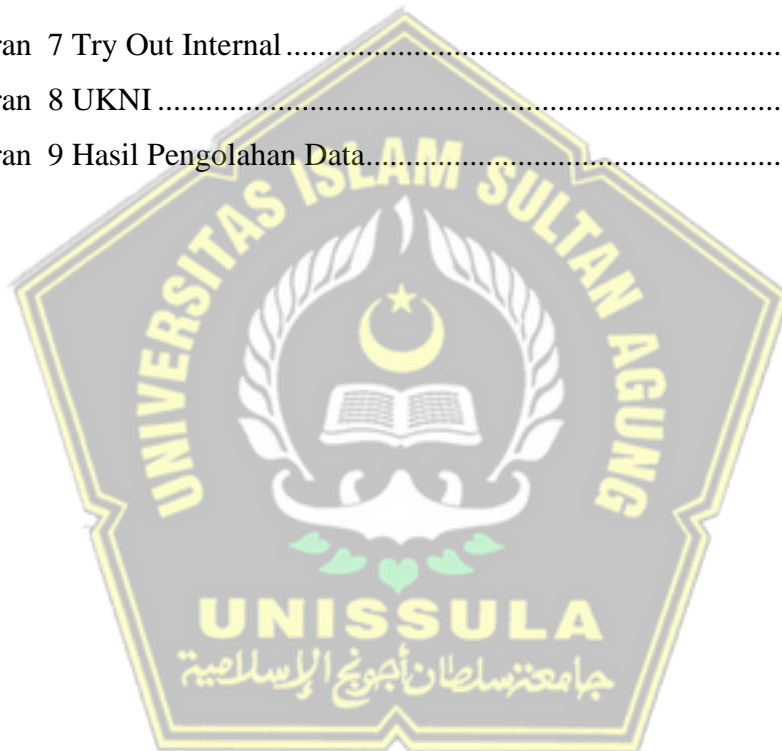 ran 7 Try Out Internal.......................................................
ran 8 UKNI.......................................................................
ran 9 Hasil Pengolahan Data.............................................
UNIVERSITAS ISLAM SULTAN AGUNG
UNISSULA
جامعة سلطان أجونج الإسلامية